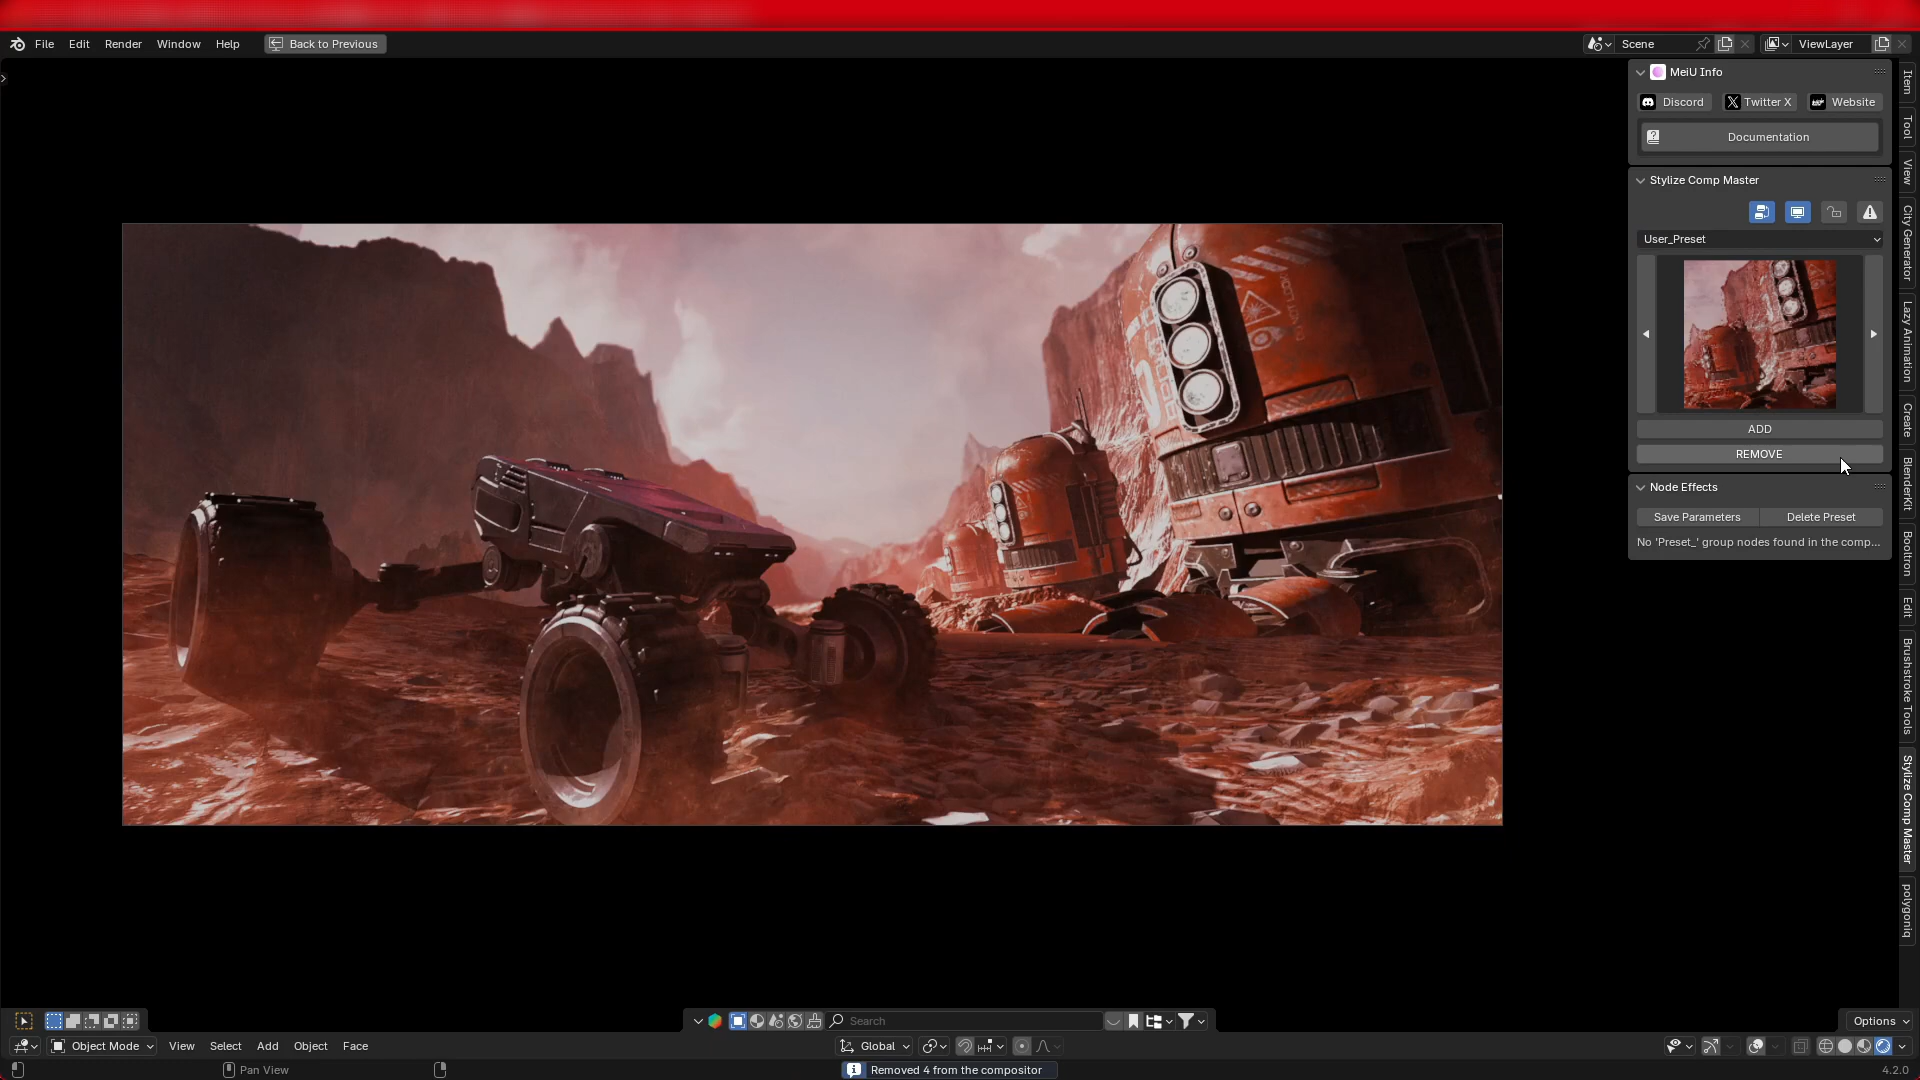 File Edit Render Window Help Back to Previous Scene ViewLayer
MeiU Info
Discord Twitter X Website
Documentation
Stylize Comp Master
User_Preset
ADD
REMOVE
Node Effects
Save Parameters Delete Preset
No 'Preset_' group nodes found in the comp...
Item
Tool
View
City Generator
Lazy Animation
Create
BlenderKit
Booltron
Edit
Brushstroke Tools
Stylize Comp Master
polygoniq
Search
Options
Object Mode View Select Add Object Face Global
Pan View
Removed 4 from the compositor
4.2.0